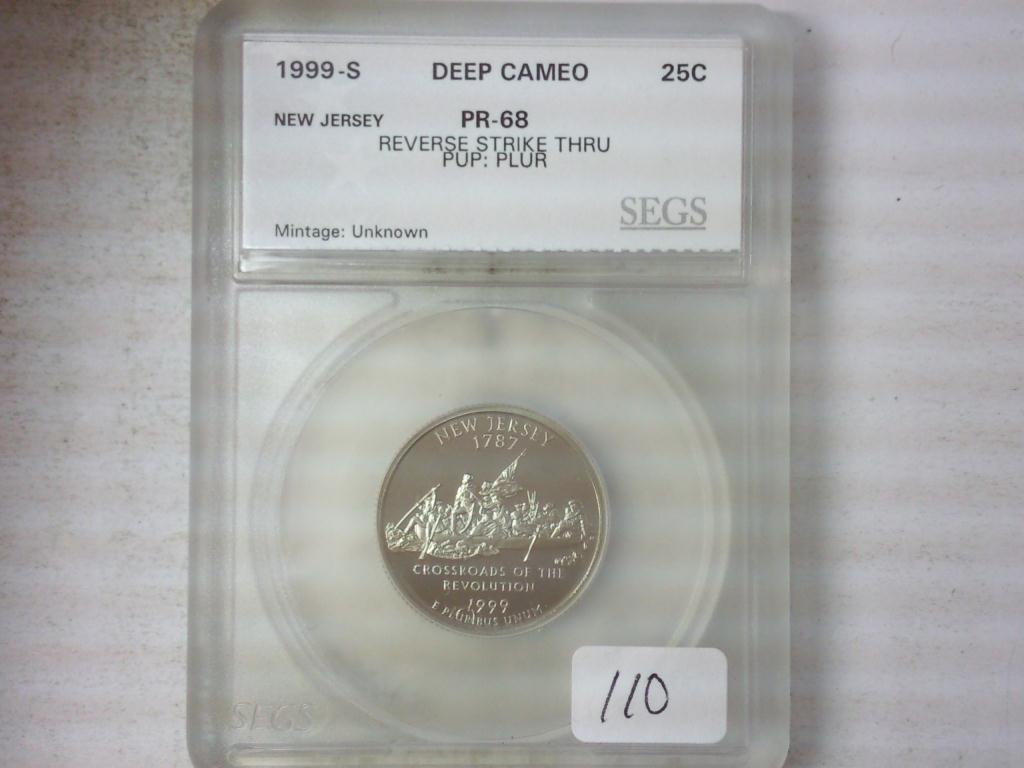 1999-S DEEP CAMEO 25C
NEW JERSEY PR-68
REVERSE STRIKE THRU
PUP: PLUR
SEGS
Mintage: Unknown
NEW JERSEY
1787
CROSSROADS OF THE
REVOLUTION
1999
E PLURIBUS UNUM
SEGS
110